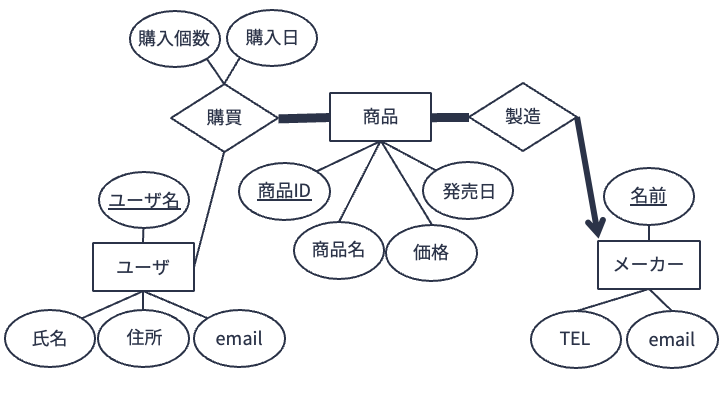 購入個数
購入日
購買
商品
製造
商品ID
発売日
ユーザ名
名前
商品名
価格
ユーザ
メーカー
氏名
住所
email
TEL
email